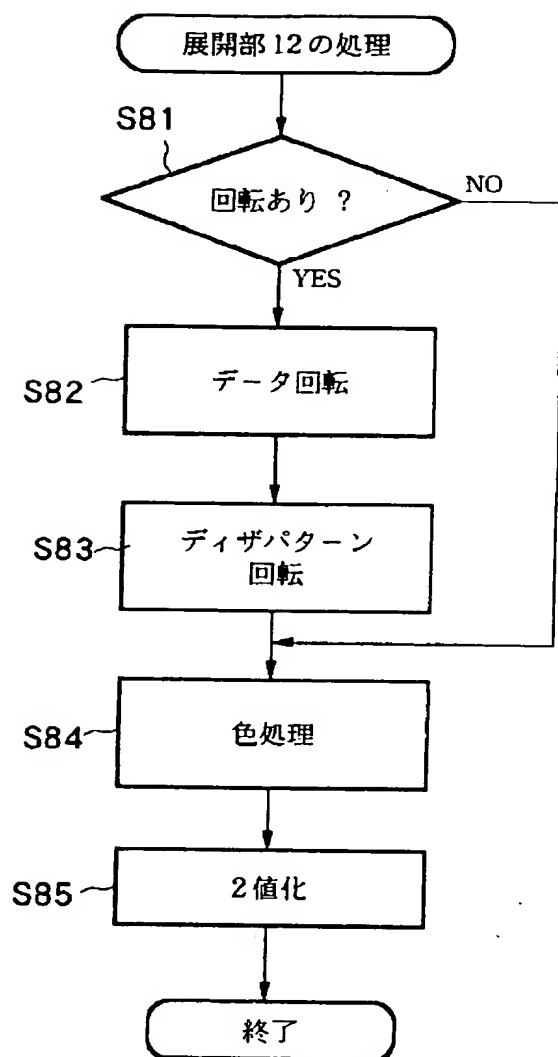 展開部12の処理
S81
回転あり ?
NO
YES
S82
データ回転
S83
ディザパターン
回転
S84
色処理
S85
2値化
終了